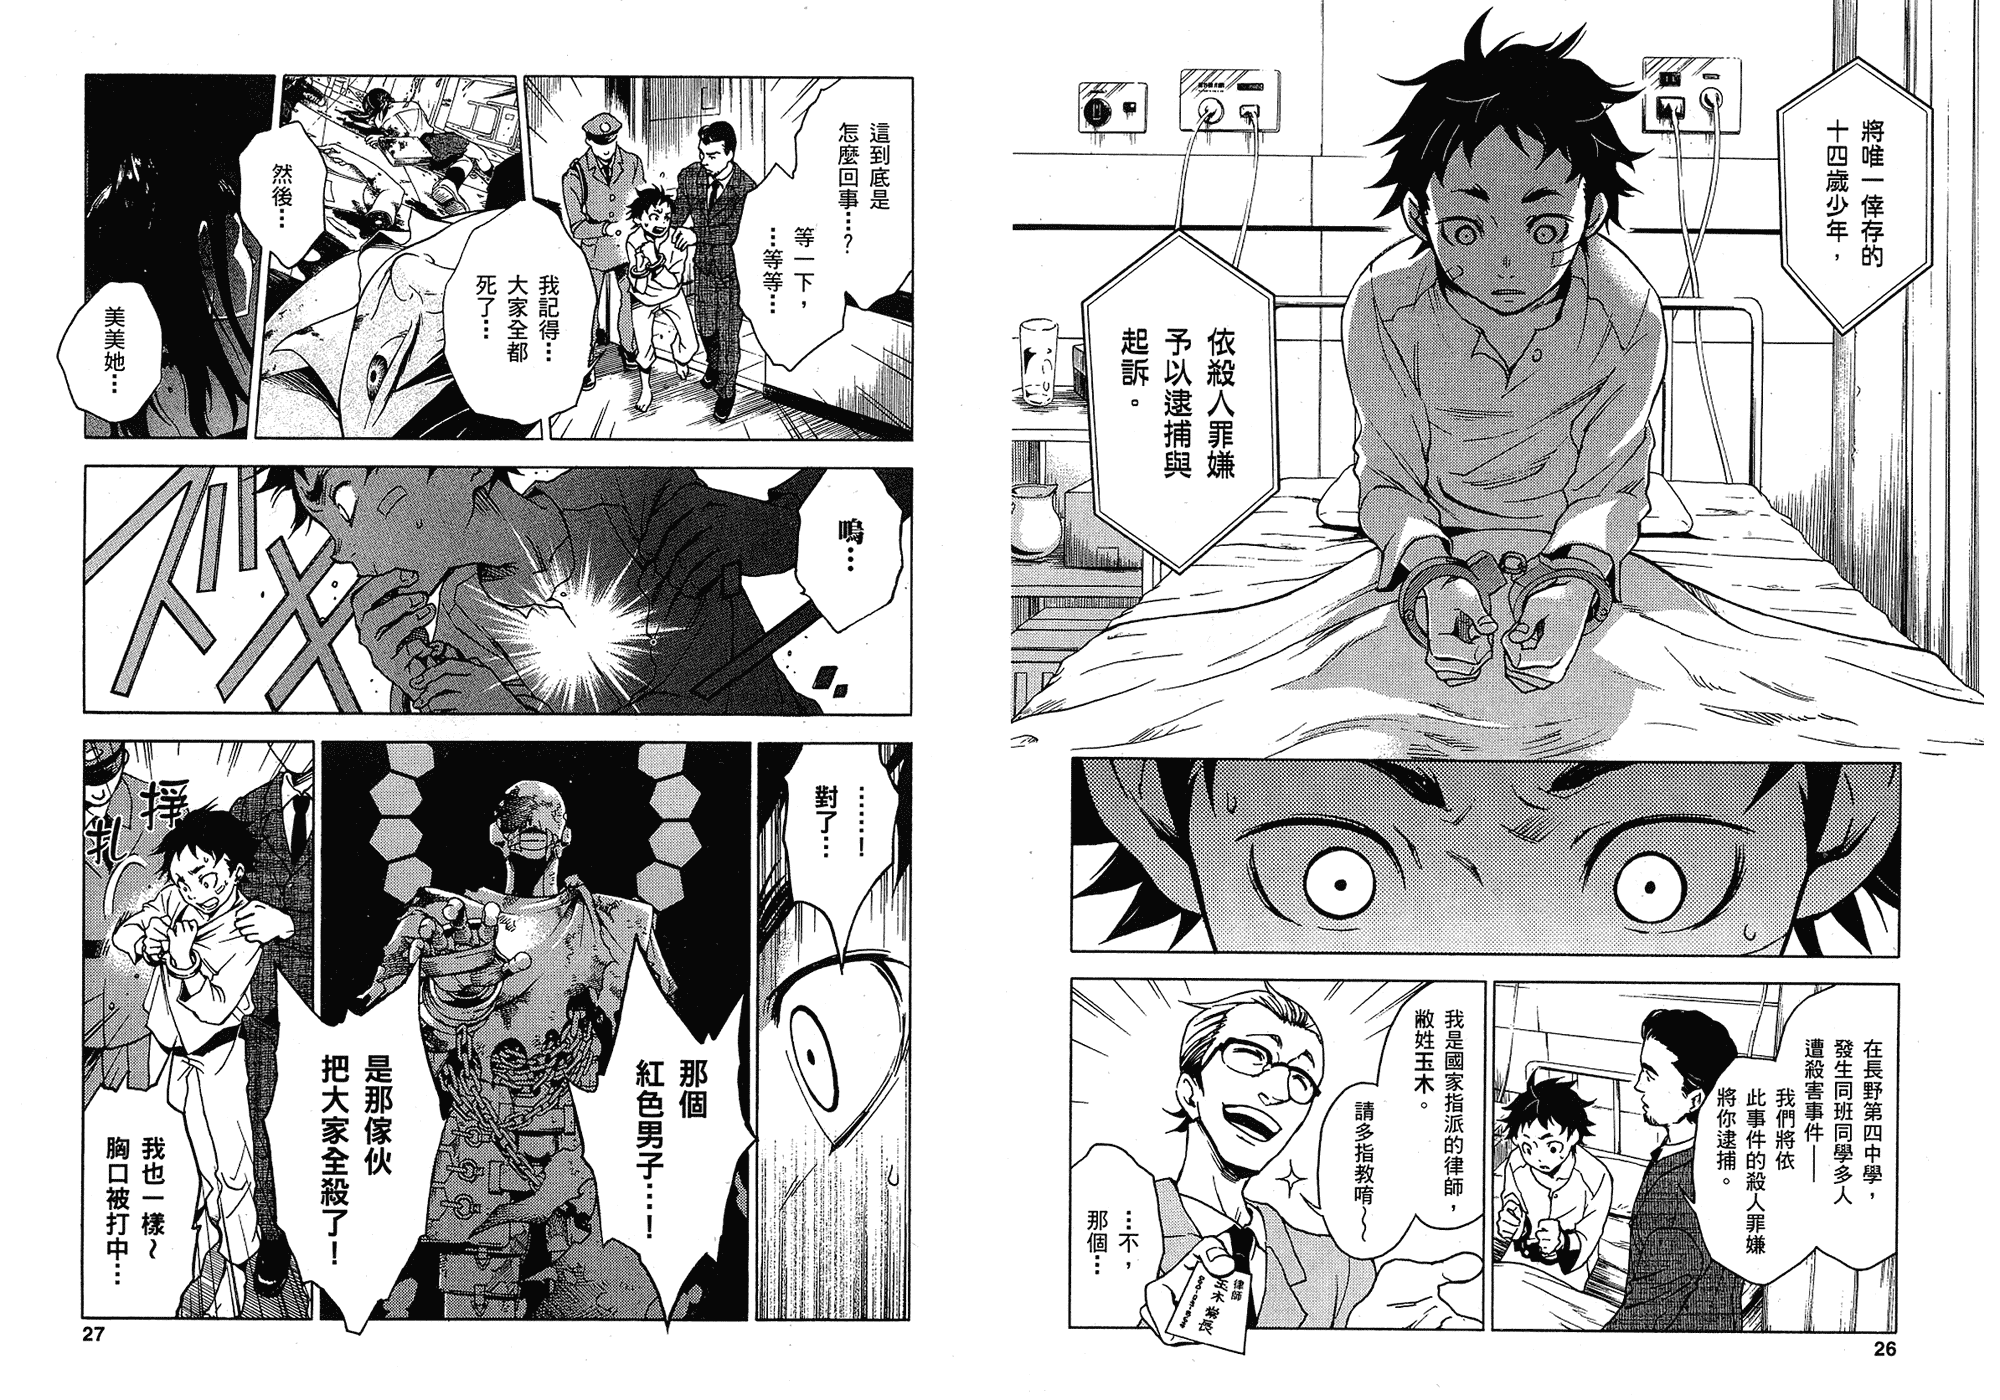 將唯一倖存的
十四歲少年，
依殺人罪嫌
予以逮捕與
起訴。
在長野第四中學，
發生同班同學多人
遭殺害事件——
我們將依
此事件的殺人罪嫌
將你逮捕。
我是國家指派的律師，
敝姓玉木。
請多指教唷～
律師
玉木 常長
…不，
那個…
26
這到底是
怎麼回事…？
等一下，
…等等…
我記得…
大家全都
死了…
然後…
美美她…
嗚…
ズキッ
……！
對了…
那個
紅色男子…！
是那傢伙
把大家全殺了！
掙
扎
我也一樣～
胸口被打中…
27